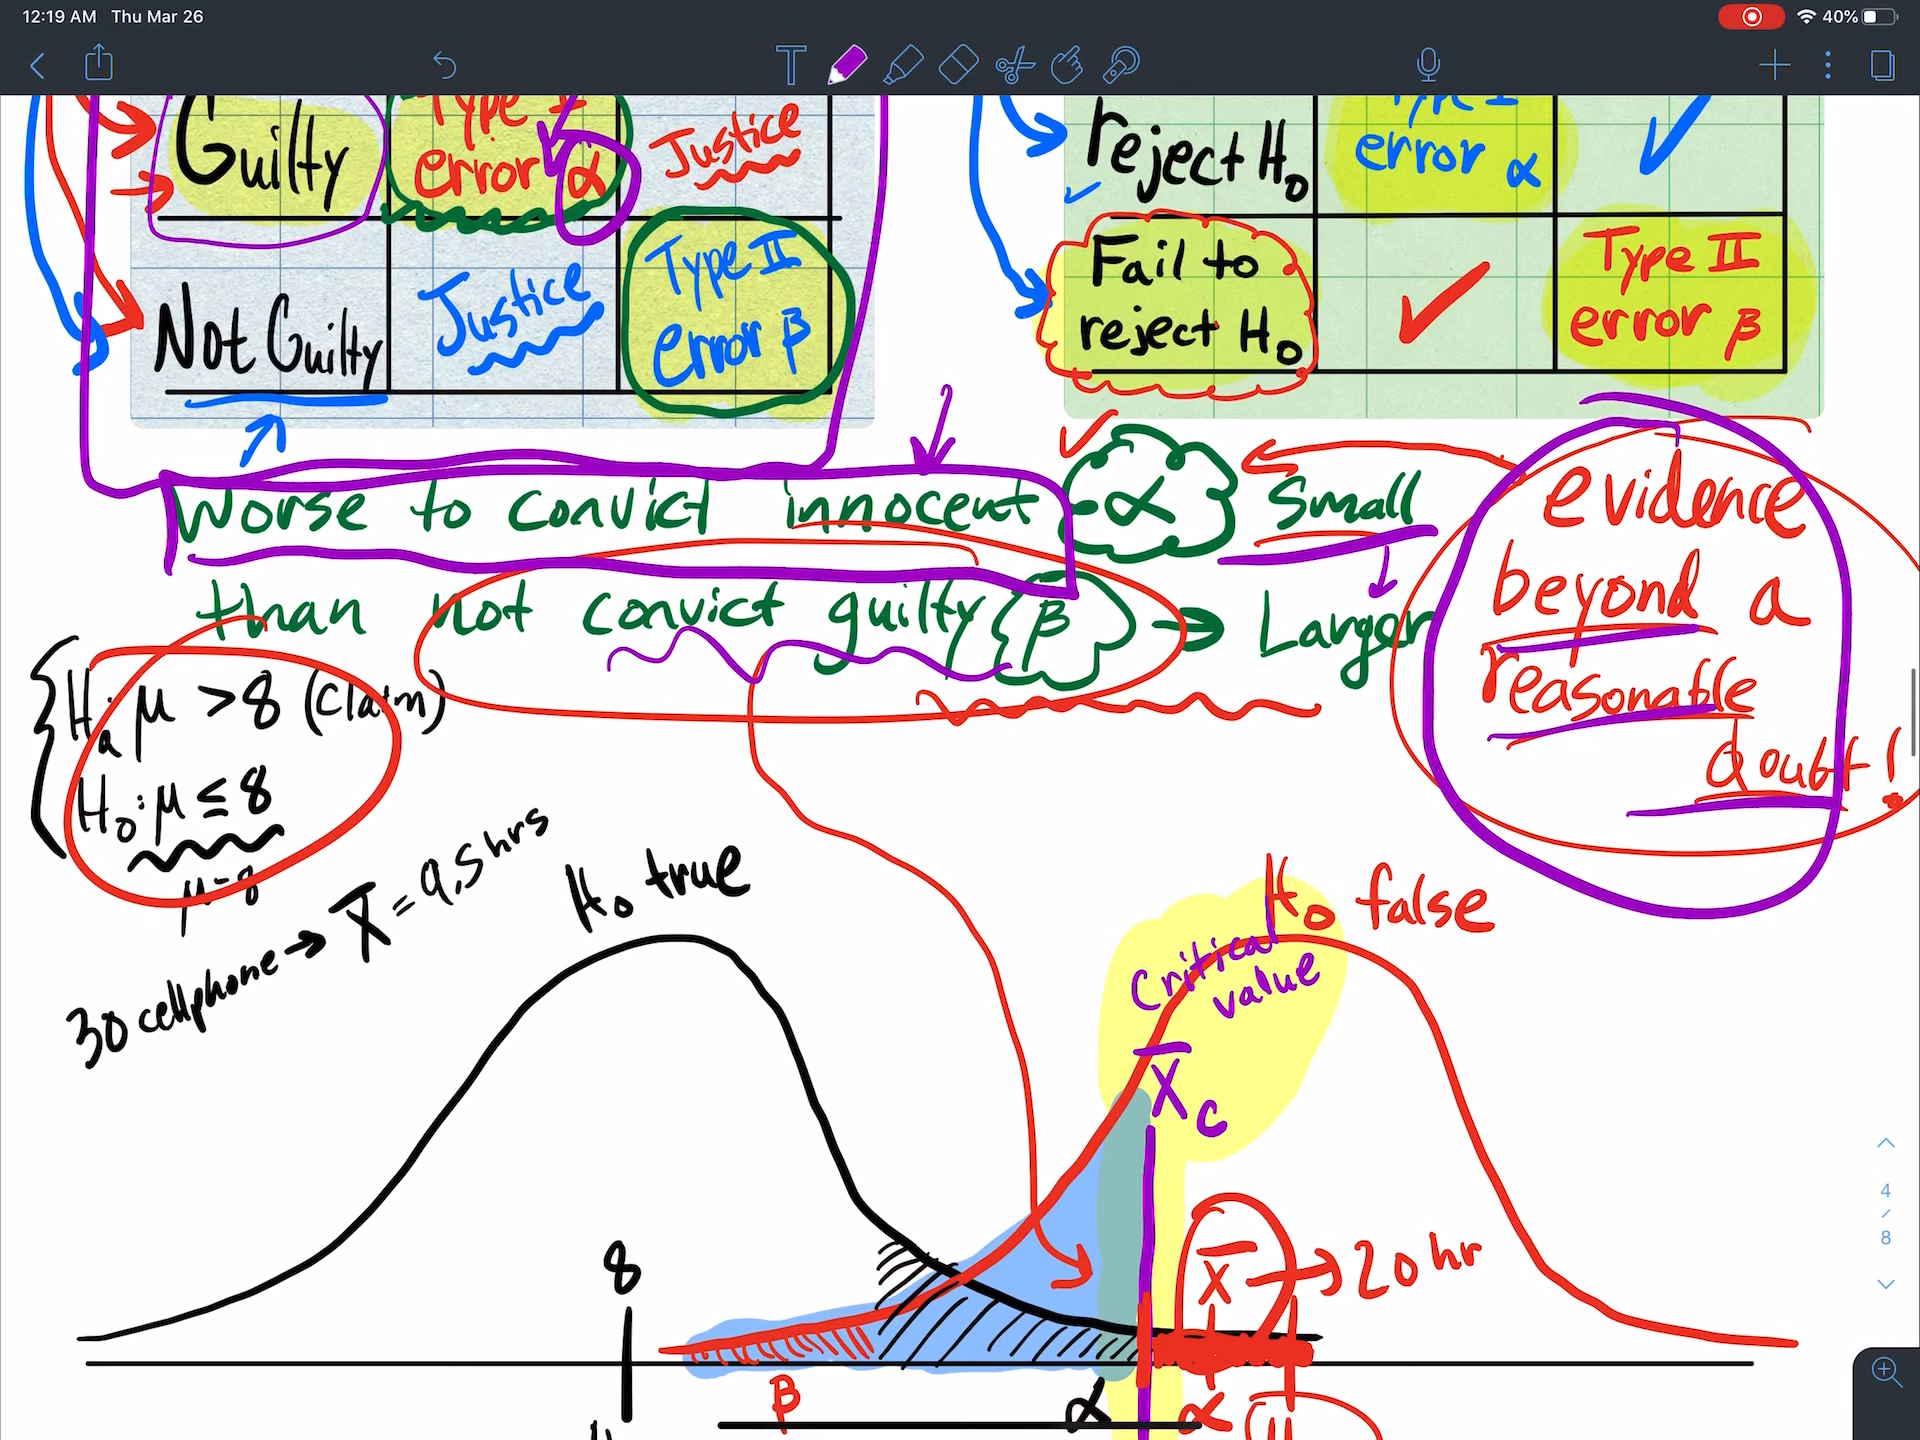 12:19 AM Thu Mar 26
40%
Guilty
Type I
error α
Justice
Not Guilty
Justice
Type II
error β
reject H₀
Type I
error α
Fail to
reject H₀
Type II
error β
Worse to convict innocent - α Small
than not convict guilty β → Larger
evidence
beyond a
reasonable
doubt!
Hₐ: μ > 8 (Claim)
H₀: μ ≤ 8
μ = 8
30 cellphone → X̄ = 9.5 hrs
H₀ true
H₀ false
Critical
value
X̄c
8
X̄ → 20 hr
β
α
α
4
/
8